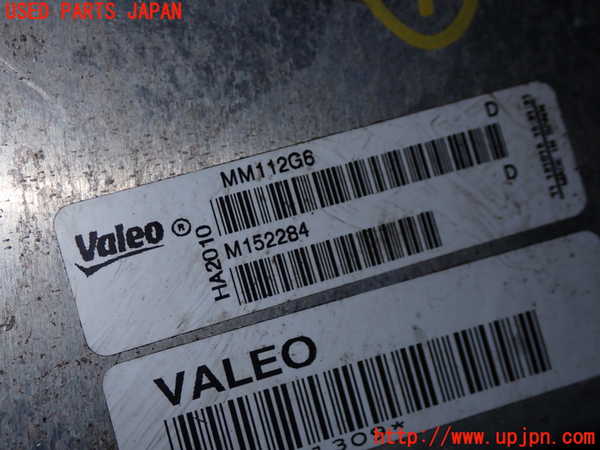 USED PARTS JAPAN
MM112G6
D
Valeo ®
HA2010
M152284
D
VALEO
http://www.upjpn.com